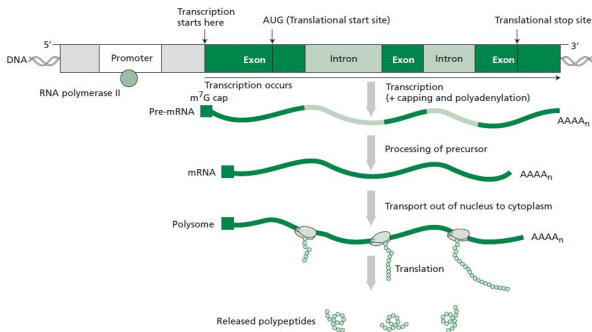 Transcription
starts here
AUG (Translational start site)
Translational stop site
5′
3′
DNA
Promoter
Exon
Intron
Exon
Intron
Exon
RNA polymerase II
Transcription occurs
Transcription
(+ capping and polyadenylation)
m7G cap
Pre-mRNA
AAAAn
Processing of precursor
mRNA
AAAAn
Transport out of nucleus to cytoplasm
Polysome
AAAAn
Translation
Released polypeptides